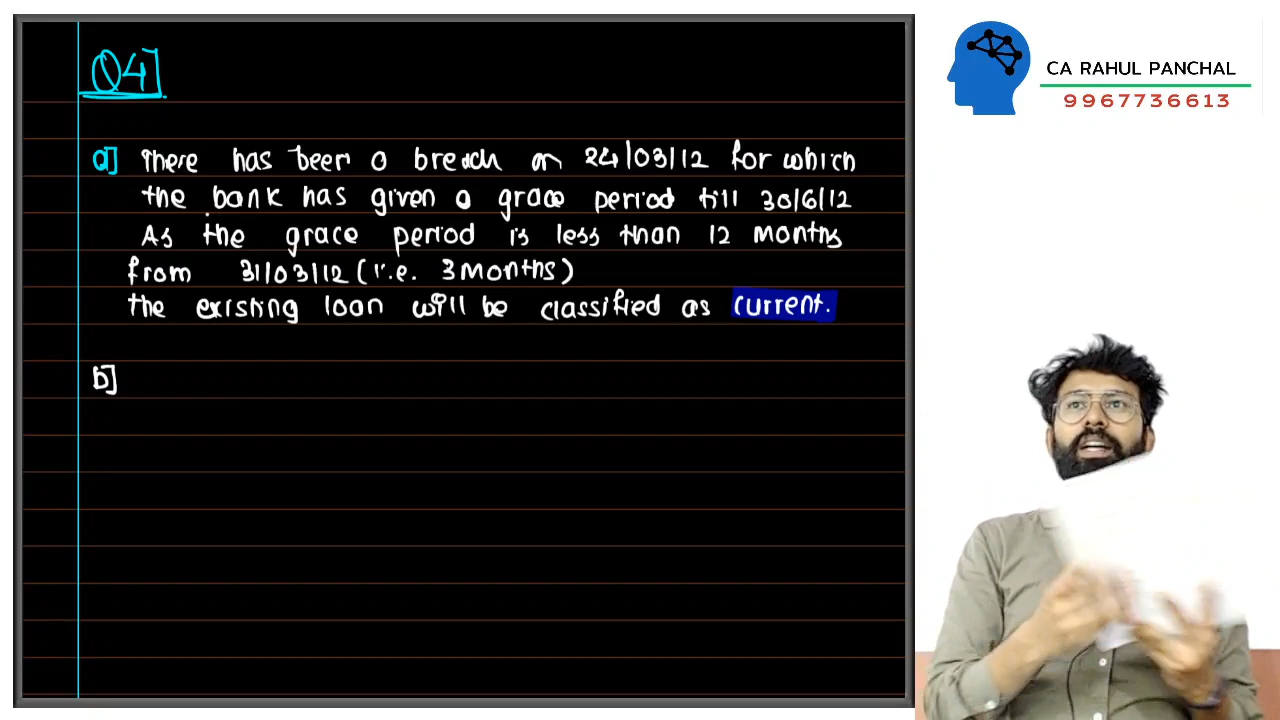 Q4]
CA RAHUL PANCHAL
9967736613
a] There has been a breach on 24/03/12 for which
the bank has given a grace period till 30/6/12
As the grace period is less than 12 months
from 31/03/12 (i.e. 3 months)
the existing loan will be classified as current.
b]